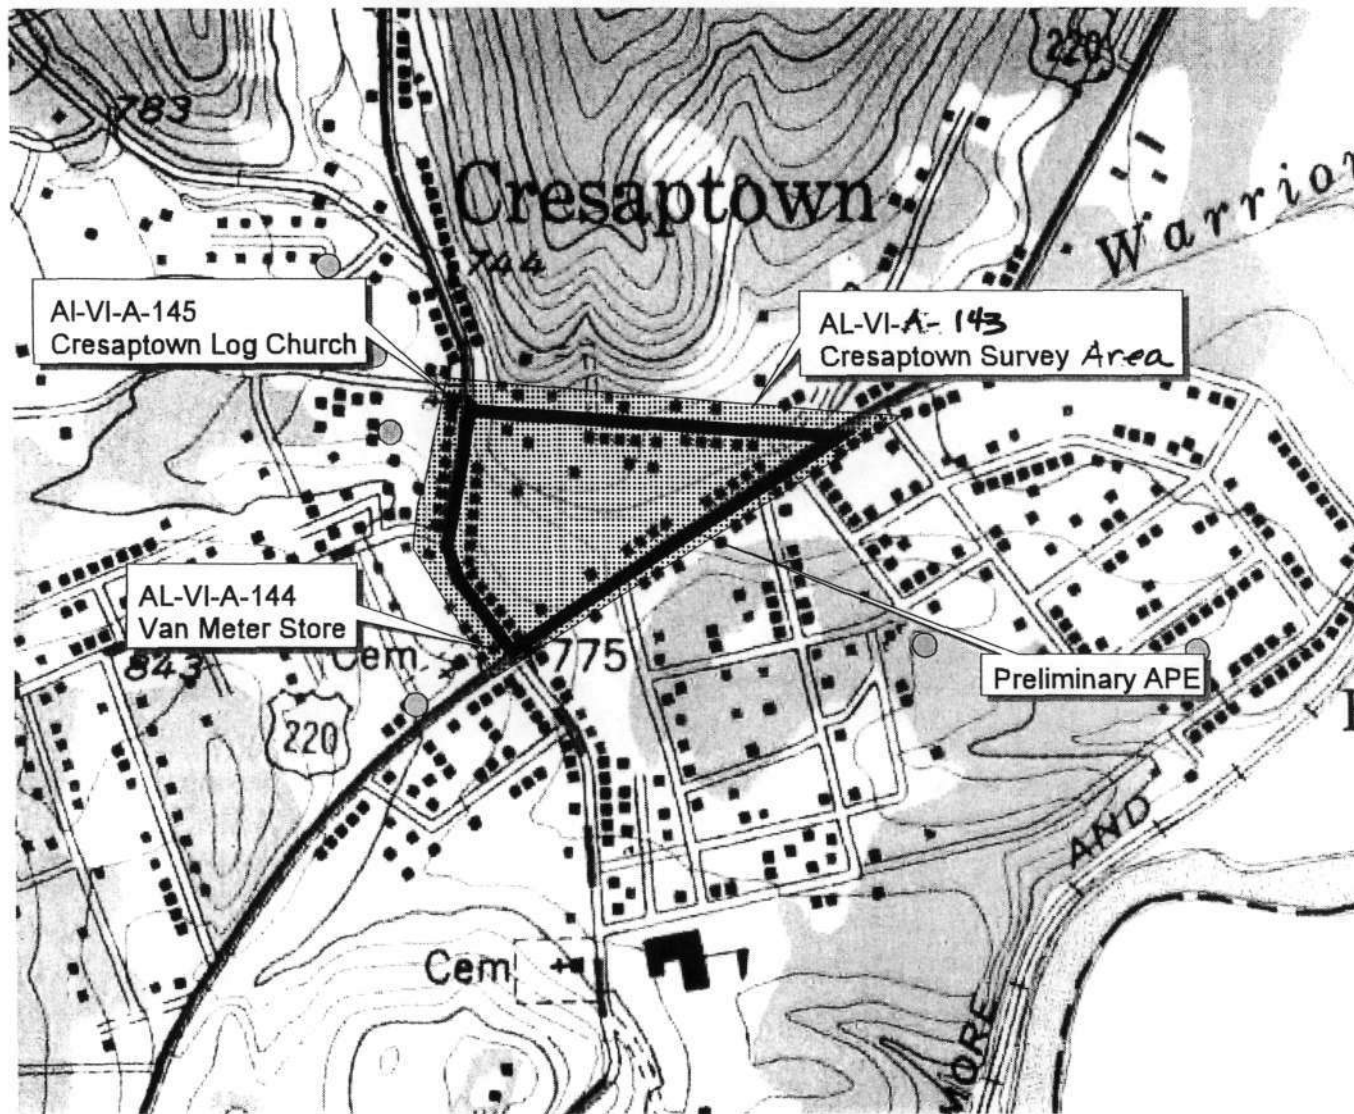 220
783
Cresaptown
Warrior
744
Al-VI-A-145
Cresaptown Log Church
AL-VI-A-143
Cresaptown Survey Area
AL-VI-A-144
Van Meter Store
Cem
775
843
Preliminary APE
220
AND
Cem
MORE